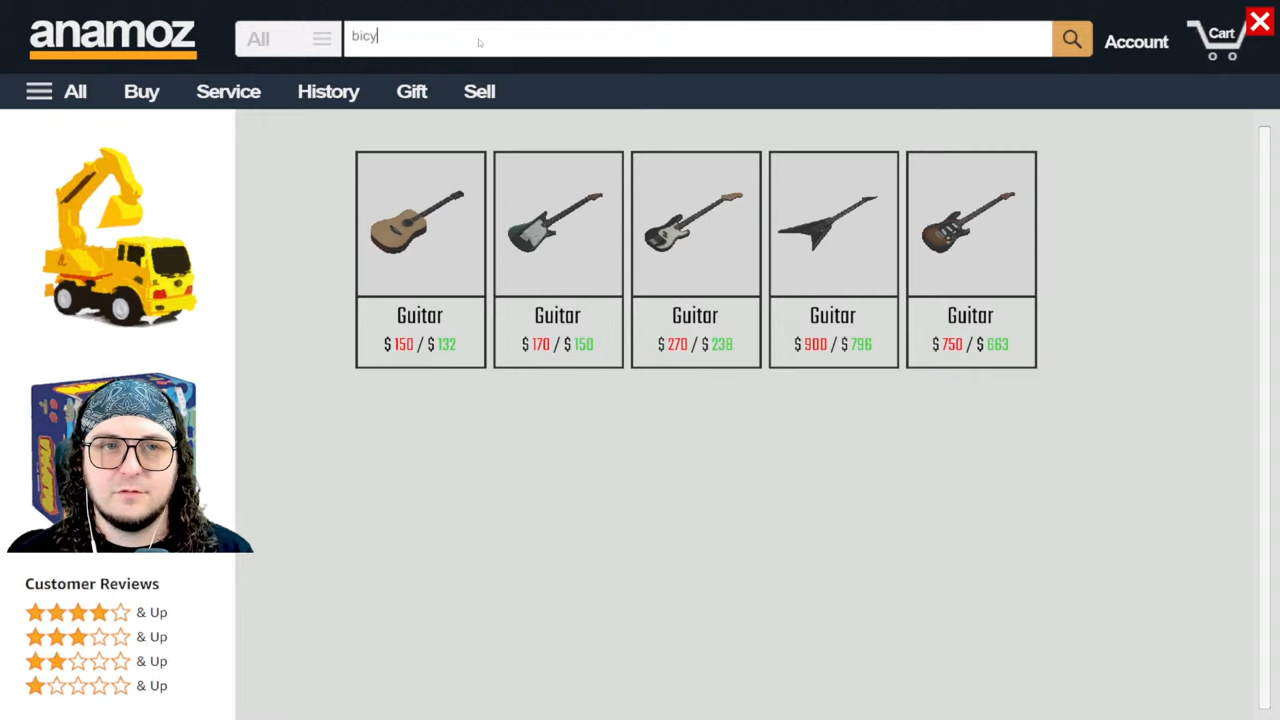 anamoz
All
bicy
Account
Cart
All
Buy
Service
History
Gift
Sell
Guitar
$ 150 / $ 132
Guitar
$ 170 / $ 150
Guitar
$ 270 / $ 238
Guitar
$ 900 / $ 796
Guitar
$ 750 / $ 663
Customer Reviews
& Up
& Up
& Up
& Up